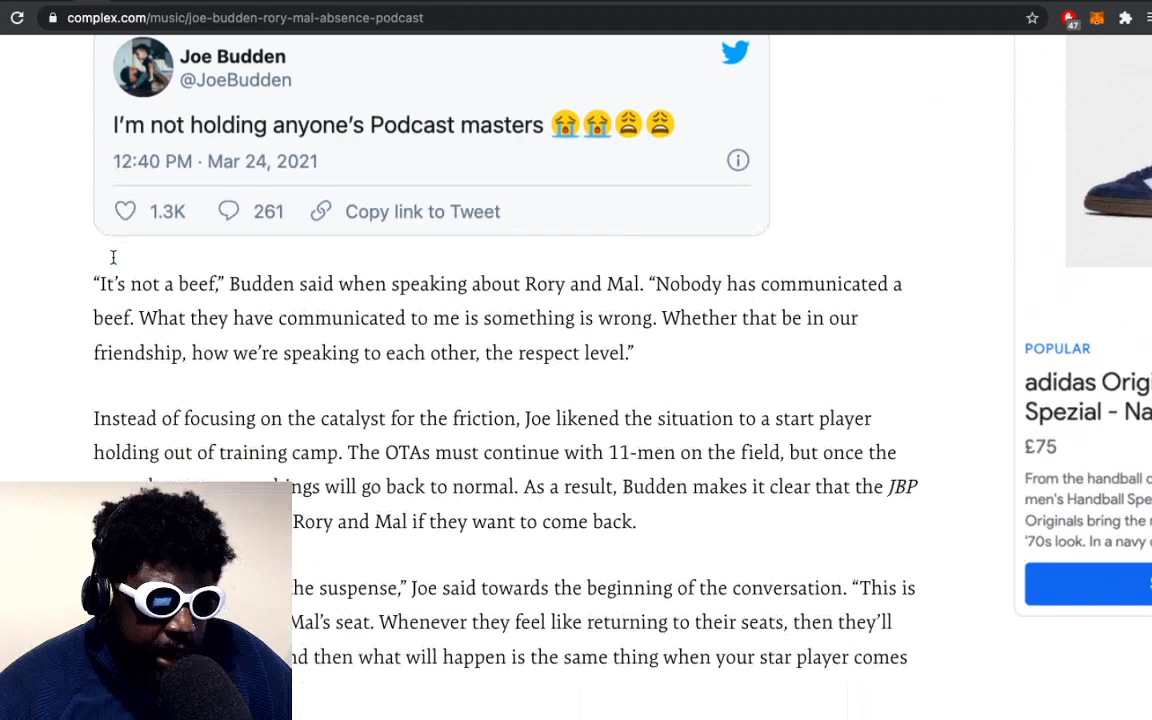 complex.com/music/joe-budden-rory-mal-absence-podcast
47
Joe Budden
@JoeBudden
I'm not holding anyone's Podcast masters 😭😭😩😩
12:40 PM · Mar 24, 2021
1.3K 261 Copy link to Tweet
“It's not a beef,” Budden said when speaking about Rory and Mal. “Nobody has communicated a
beef. What they have communicated to me is something is wrong. Whether that be in our
friendship, how we're speaking to each other, the respect level.”
Instead of focusing on the catalyst for the friction, Joe likened the situation to a start player
holding out of training camp. The OTAs must continue with 11-men on the field, but once the
ngs will go back to normal. As a result, Budden makes it clear that the JBP
Rory and Mal if they want to come back.
he suspense,” Joe said towards the beginning of the conversation. “This is
Mal's seat. Whenever they feel like returning to their seats, then they'll
nd then what will happen is the same thing when your star player comes
POPULAR
adidas Origi
Spezial - Na
£75
From the handball c
men's Handball Spe
Originals bring the r
'70s look. In a navy c